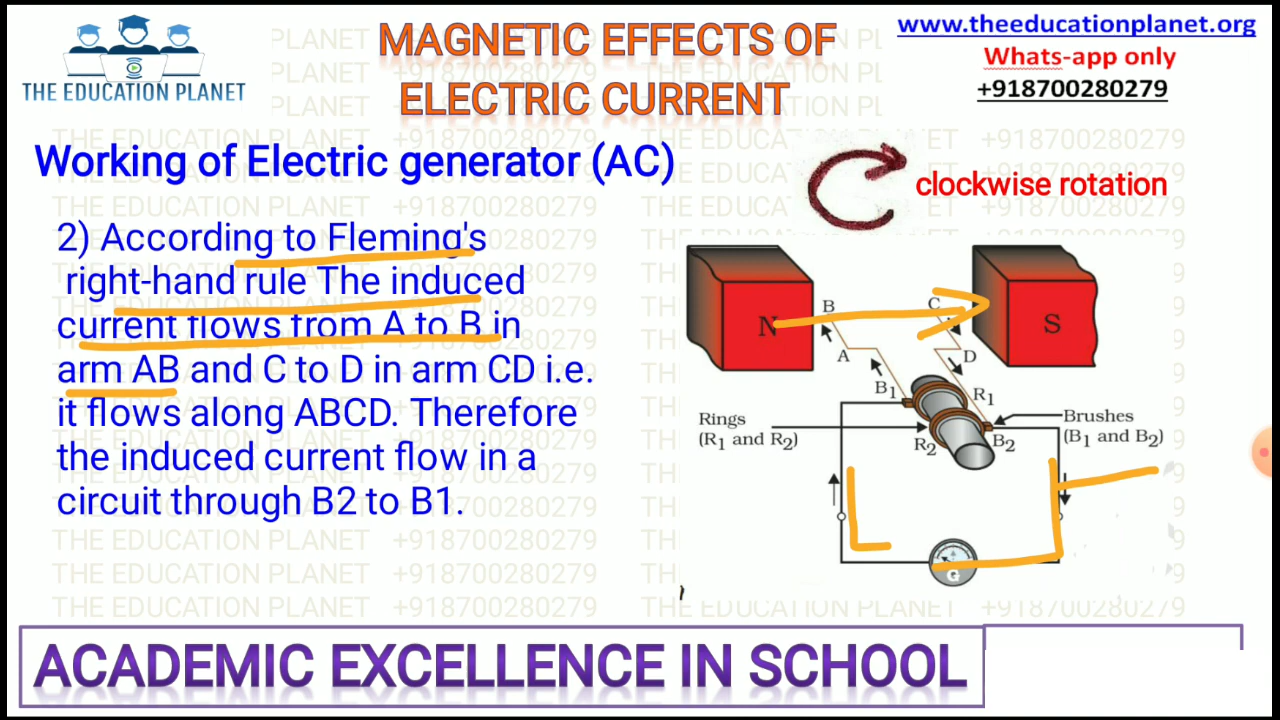 THE EDUCATION PLANET
MAGNETIC EFFECTS OF
ELECTRIC CURRENT
www.theeducationplanet.org
Whats-app only
+918700280279
Working of Electric generator (AC)
clockwise rotation
2) According to Fleming's
right-hand rule The induced
current flows from A to B in
arm AB and C to D in arm CD i.e.
it flows along ABCD. Therefore
the induced current flow in a
circuit through B2 to B1.
N
S
B
C
A
D
B1
R1
Rings
(R1 and R2)
R2
B2
Brushes
(B1 and B2)
G
ACADEMIC EXCELLENCE IN SCHOOL